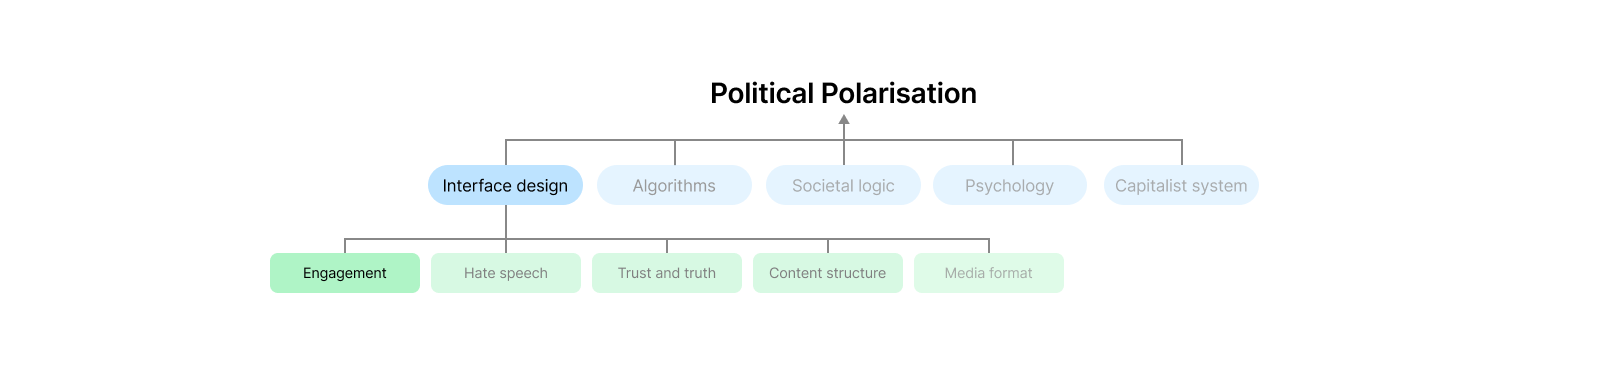 Political Polarisation
Interface design
Algorithms
Societal logic
Psychology
Capitalist system
Engagement
Hate speech
Trust and truth
Content structure
Media format